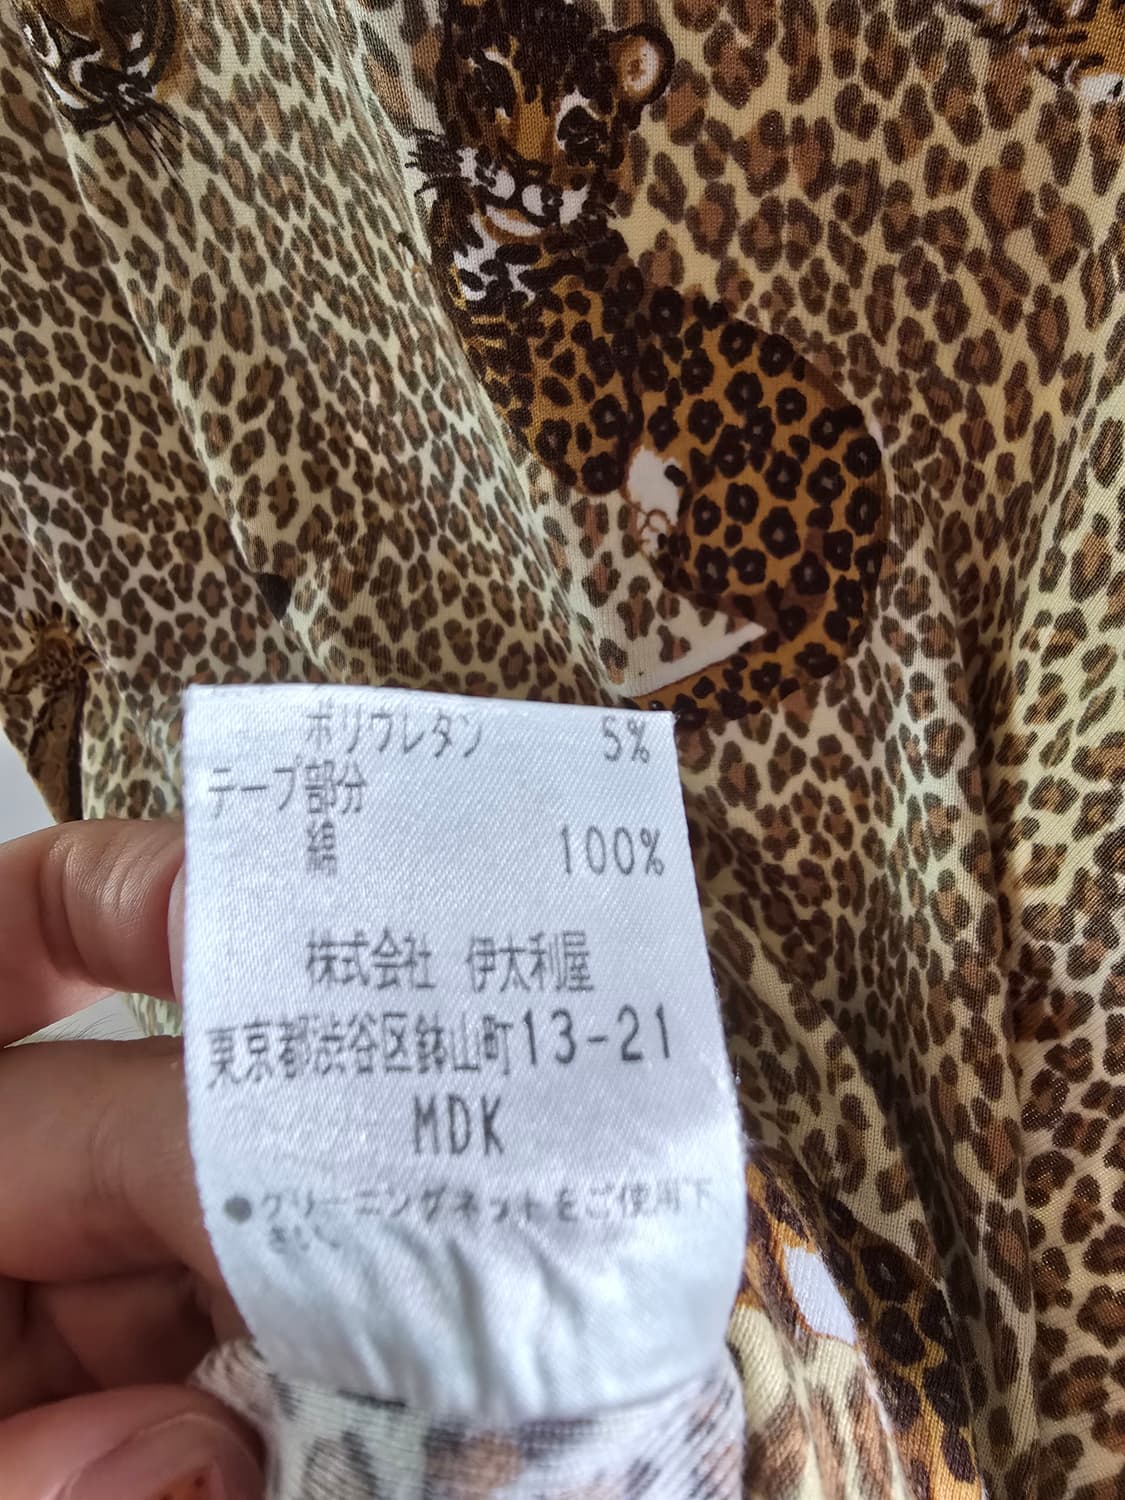 ポリウレタン 5%
テープ部分
綿 100%
株式会社 伊太利屋
東京都渋谷区鉢山町13-21
MDK
●クリーニングネットをご使用下
さい。